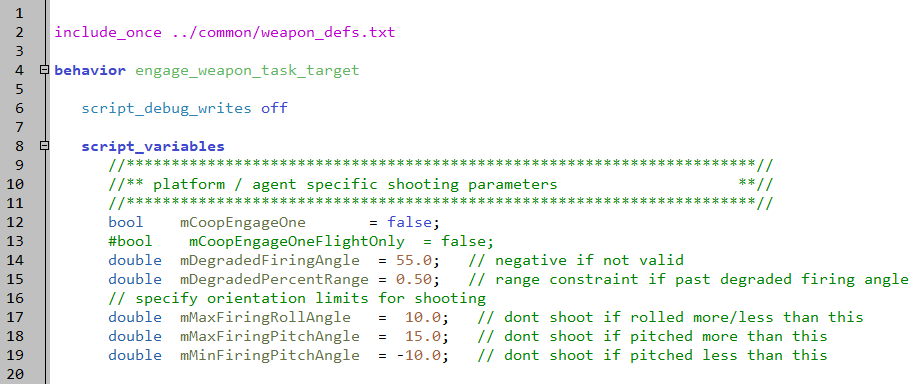 1
2 include_once ../common/weapon_defs.txt
3
4 behavior engage_weapon_task_target
5
6 script_debug_writes off
7
8 script_variables
9 //**********************************************************************//
10 //** platform / agent specific shooting parameters **//
11 //**********************************************************************//
12 bool mCoopEngageOne = false;
13 #bool mCoopEngageOneFlightOnly = false;
14 double mDegradedFiringAngle = 55.0; // negative if not valid
15 double mDegradedPercentRange = 0.50; // range constraint if past degraded firing angle
16 // specify orientation limits for shooting
17 double mMaxFiringRollAngle = 10.0; // dont shoot if rolled more/less than this
18 double mMaxFiringPitchAngle = 15.0; // dont shoot if pitched more than this
19 double mMinFiringPitchAngle = -10.0; // dont shoot if pitched less than this
20